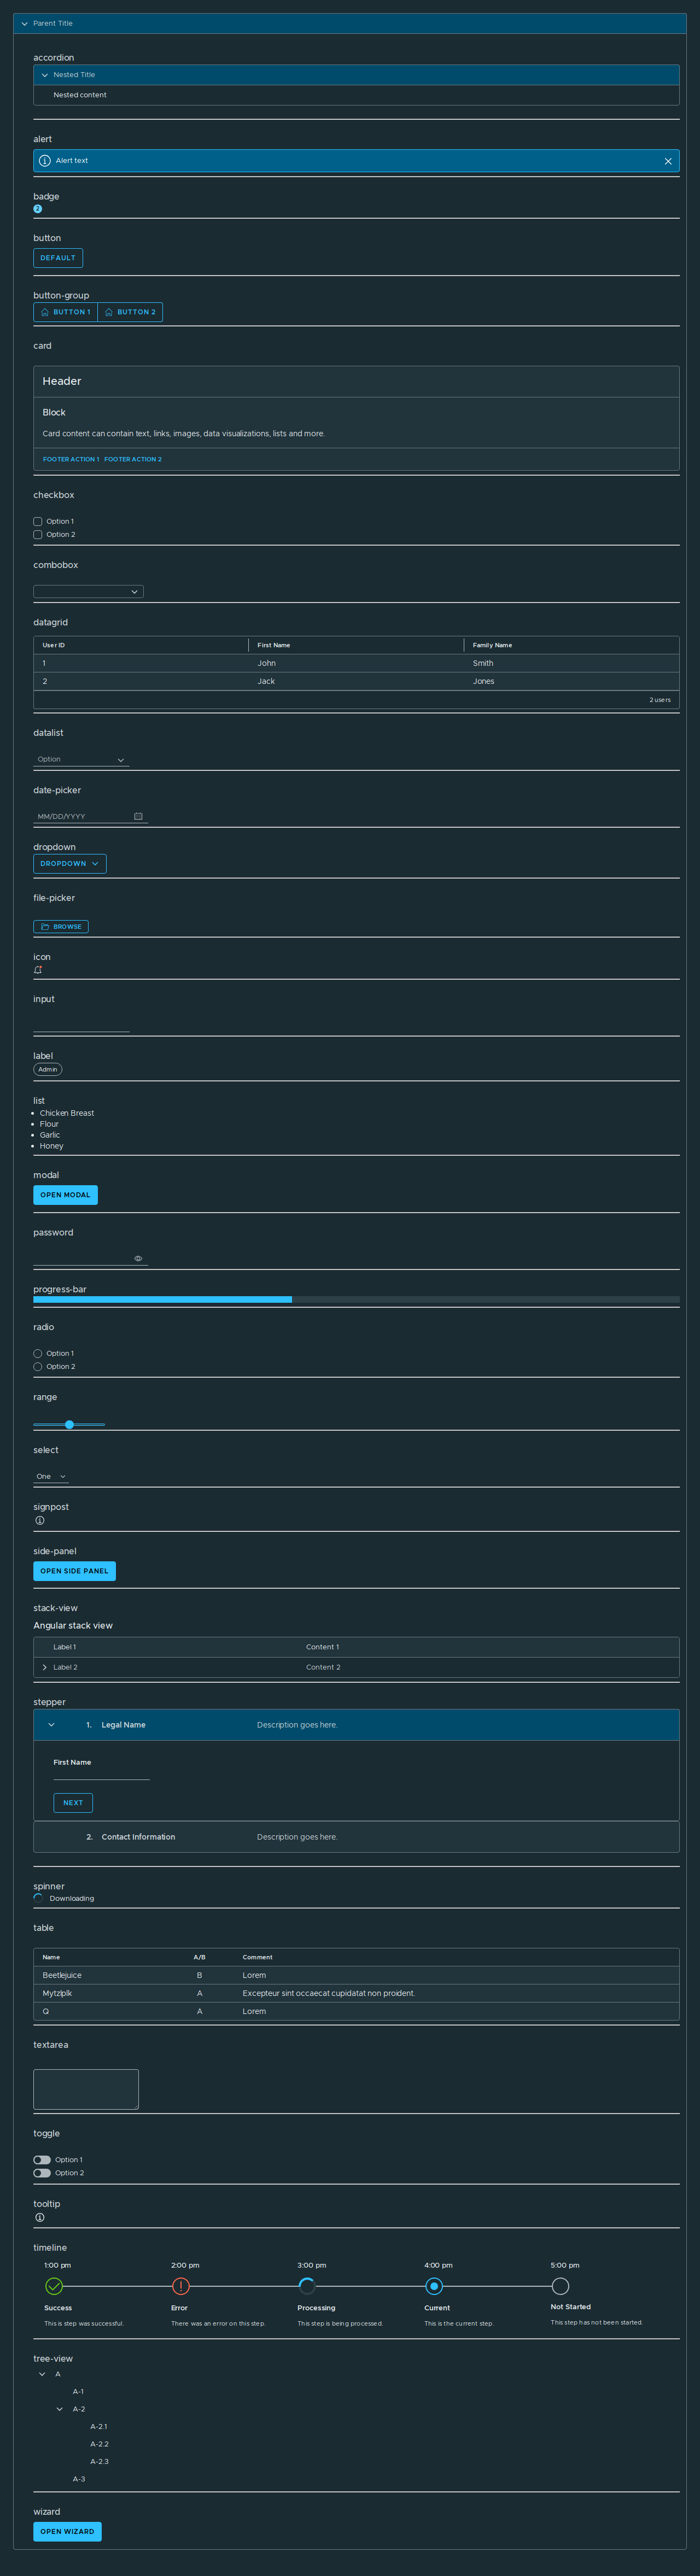 Parent Title
accordion
Nested Title
Nested content
alert
Alert text
badge
2
button
DEFAULT
button-group
BUTTON 1 BUTTON 2
card
Header
Block
Card content can contain text, links, images, data visualizations, lists and more.
FOOTER ACTION 1 FOOTER ACTION 2
checkbox
Option 1
Option 2
combobox
datagrid
User ID First Name Family Name
1 John Smith
2 Jack Jones
2 users
datalist
Option
date-picker
MM/DD/YYYY
dropdown
DROPDOWN
file-picker
BROWSE
icon
input
label
Admin
list
Chicken Breast
Flour
Garlic
Honey
modal
OPEN MODAL
password
progress-bar
radio
Option 1
Option 2
range
select
One
signpost
side-panel
OPEN SIDE PANEL
stack-view
Angular stack view
Label 1 Content 1
Label 2 Content 2
stepper
1. Legal Name Description goes here.
First Name
NEXT
2. Contact Information Description goes here.
spinner
Downloading
table
Name A/B Comment
Beetlejuice B Lorem
Mytzlplk A Excepteur sint occaecat cupidatat non proident.
Q A Lorem
textarea
toggle
Option 1
Option 2
tooltip
timeline
1:00 pm 2:00 pm 3:00 pm 4:00 pm 5:00 pm
Success Error Processing Current Not Started
This is step was successful. There was an error on this step. This step is being processed. This is the current step. This step has not been started.
tree-view
A
A-1
A-2
A-2.1
A-2.2
A-2.3
A-3
wizard
OPEN WIZARD